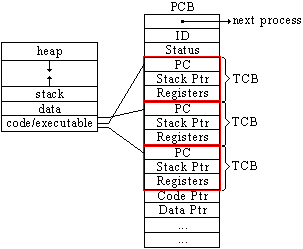 PCB
next process
ID
Status
heap
stack
data
code/executable
PC
Stack Ptr
Registers
TCB
PC
Stack Ptr
Registers
TCB
PC
Stack Ptr
Registers
TCB
Code Ptr
Data Ptr
...
...